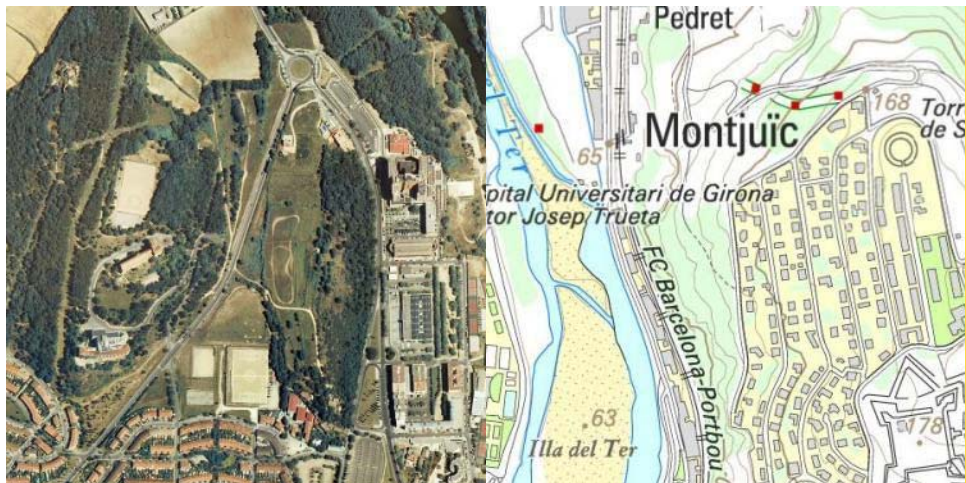 Pedret
168
Montjuïc
Torr
de S
65
l Ter
pital Universitari de Girona
tor Josep Trueta
FC Barcelona-Portbou
63
Illa del Ter
178